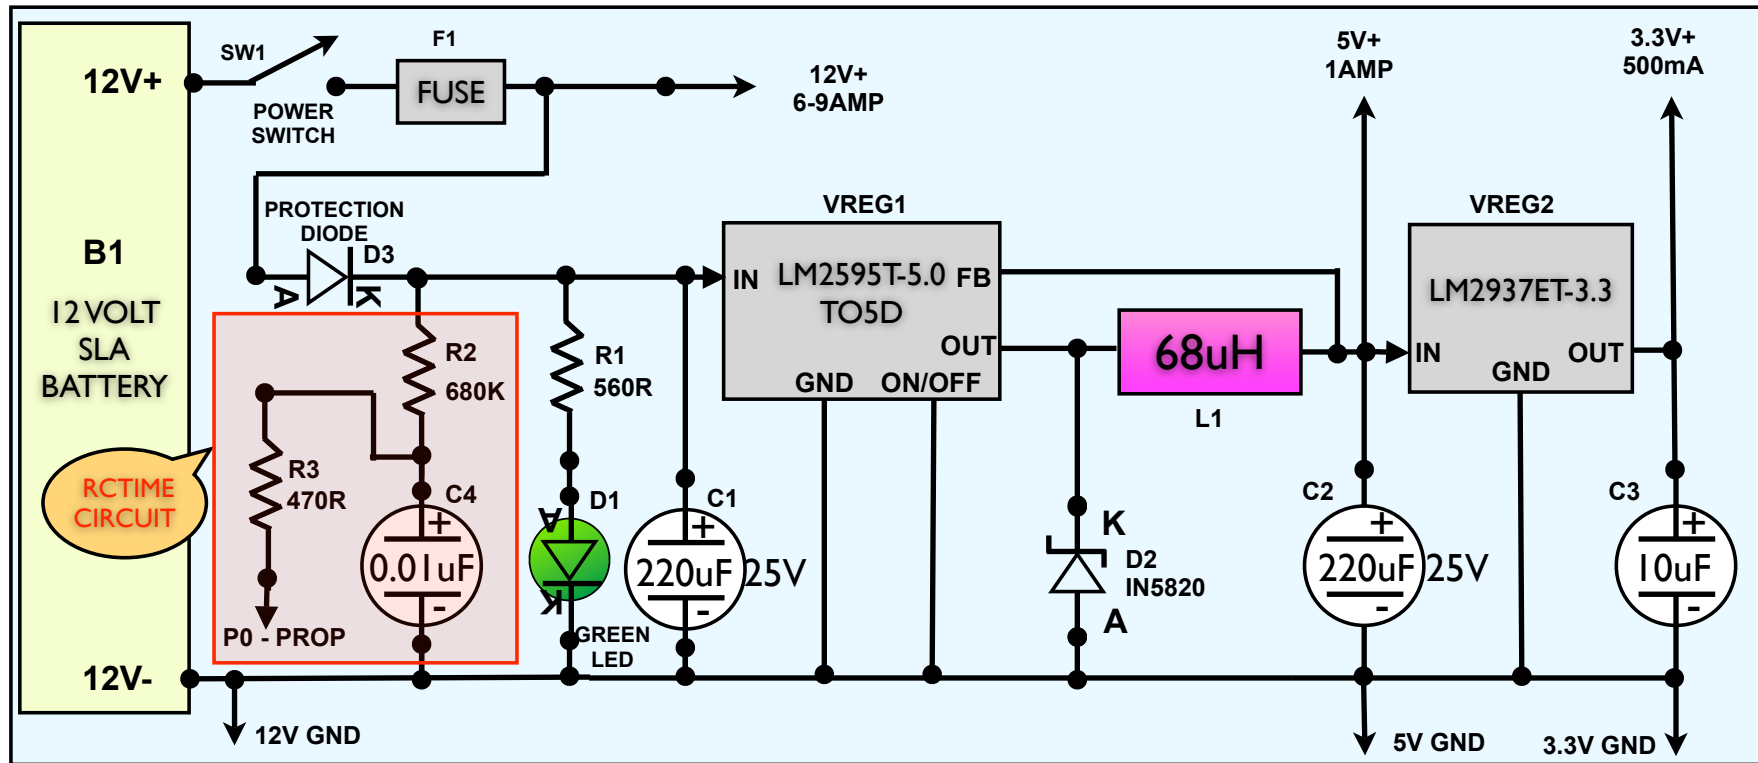 12V+
SW1
POWER
SWITCH
F1
FUSE
12V+
6-9AMP
5V+
1AMP
3.3V+
500mA
B1
12 VOLT
SLA
BATTERY
12V-
12V GND
PROTECTION
DIODE
D3
A
K
RCTIME
CIRCUIT
R2
680K
R3
470R
P0 - PROP
C4
+
0.01uF
-
R1
560R
D1
A
K
GREEN
LED
C1
+
220uF 25V
-
VREG1
IN
LM2595T-5.0
TO5D
FB
OUT
GND
ON/OFF
68uH
L1
K
D2
IN5820
A
VREG2
LM2937ET-3.3
IN
OUT
GND
C2
+
220uF 25V
-
C3
+
10uF
-
5V GND
3.3V GND